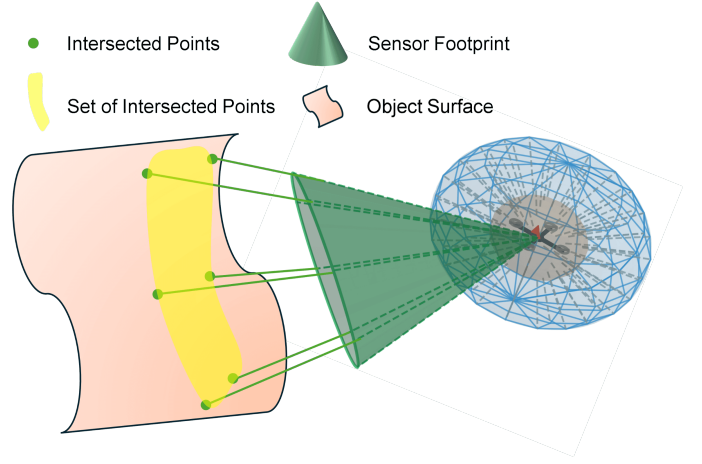 Intersected Points
Sensor Footprint
Set of Intersected Points
Object Surface